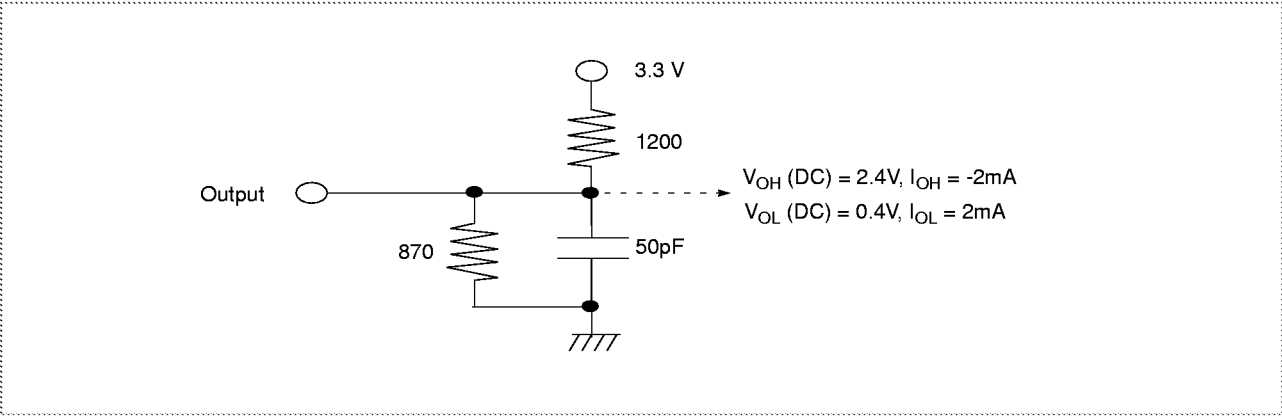 3.3 V
1200
Output
V_OH (DC) = 2.4V, I_OH = -2mA
V_OL (DC) = 0.4V, I_OL = 2mA
870
50pF